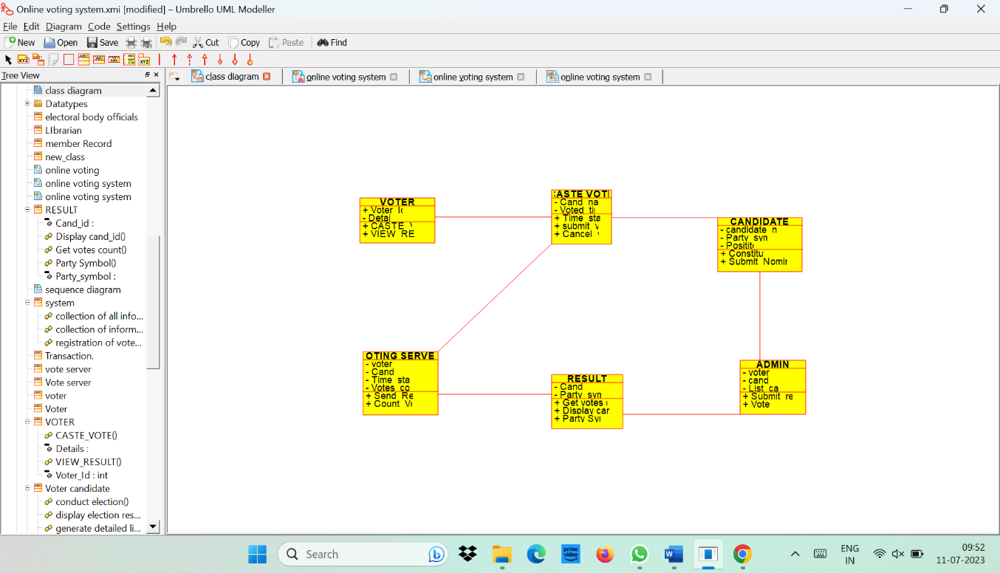 Online voting system.xmi [modified] – Umbrello UML Modeller
File Edit Diagram Code Settings Help
New Open Save Cut Copy Paste Find
Tree View
class diagram
online voting system
online voting system
online voting system
class diagram
Datatypes
electoral body officials
LIbrarian
member Record
new_class
online voting
online voting system
online voting system
RESULT
Cand_id :
Display cand_id()
Get votes count()
Party Symbol()
Party_symbol :
sequence diagram
system
collection of all info...
collection of inform...
registration of vote...
Transaction.
vote server
Vote server
voter
Voter
VOTER
CASTE_VOTE()
Details :
VIEW_RESULT()
Voter_Id : int
Voter candidate
conduct election()
display election res...
generate detailed li...
VOTER
+ Voter_Id
- Detai
+ CASTE_
+ VIEW_RE
ASTE VOT
- Cand_na
- Voted_ti
+ Time_sta
+ submit_v
+ Cancel_v
CANDIDATE
- candidate_n
- Party_syn
- Positite
+ Constitu
+ Submit_Nomir
OTING SERVE
- voter
- Cand
- Time_sta
- Votes_co
+ Send_Re
+ Count_Vo
RESULT
- Cand
- Party_syn
+ Get votes
+ Display car
+ Party Syi
ADMIN
- voter
- cand
- List_ca
+ Submit_re
+ Vote
Search
prime video
W
ENG
IN
09:52
11-07-2023